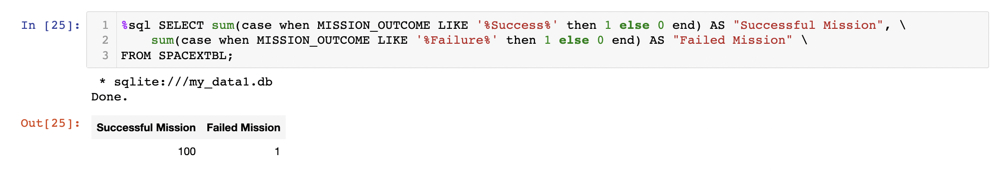 In [25]:
1 %sql SELECT sum(case when MISSION_OUTCOME LIKE '%Success%' then 1 else 0 end) AS "Successful Mission", \
2     sum(case when MISSION_OUTCOME LIKE '%Failure%' then 1 else 0 end) AS "Failed Mission" \
3 FROM SPACEXTBL;
* sqlite:///my_data1.db
Done.
Out[25]:
Successful Mission Failed Mission
100 1